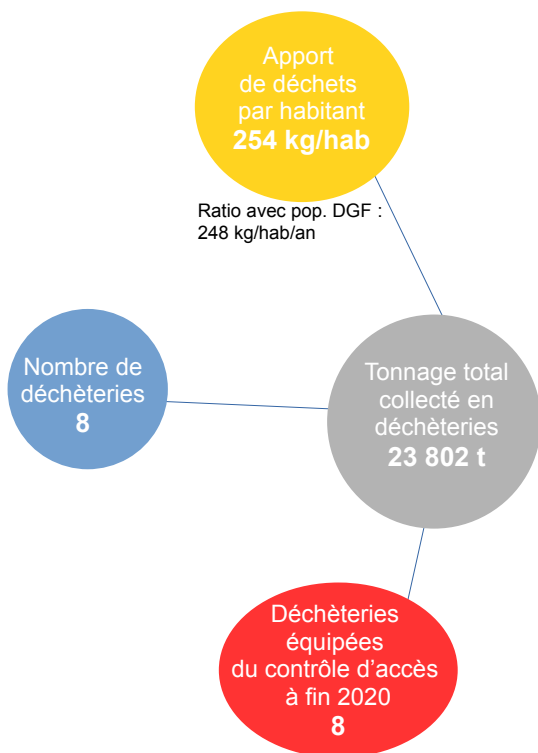 Apport
de déchets
par habitant
254 kg/hab
Ratio avec pop. DGF :
248 kg/hab/an
Nombre de
déchèteries
8
Tonnage total
collecté en
déchèteries
23 802 t
Déchèteries
équipées
du contrôle d'accès
à fin 2020
8